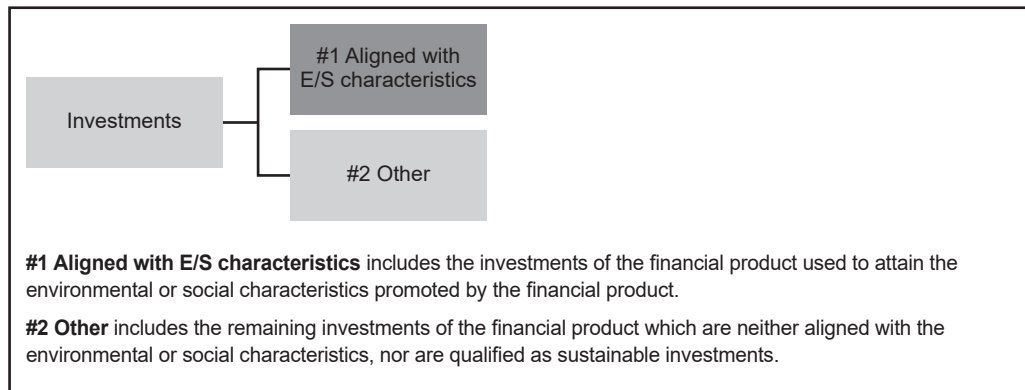 #1 Aligned with
E/S characteristics
Investments
#2 Other
#1 Aligned with E/S characteristics includes the investments of the financial product used to attain the
environmental or social characteristics promoted by the financial product.
#2 Other includes the remaining investments of the financial product which are neither aligned with the
environmental or social characteristics, nor are qualified as sustainable investments.